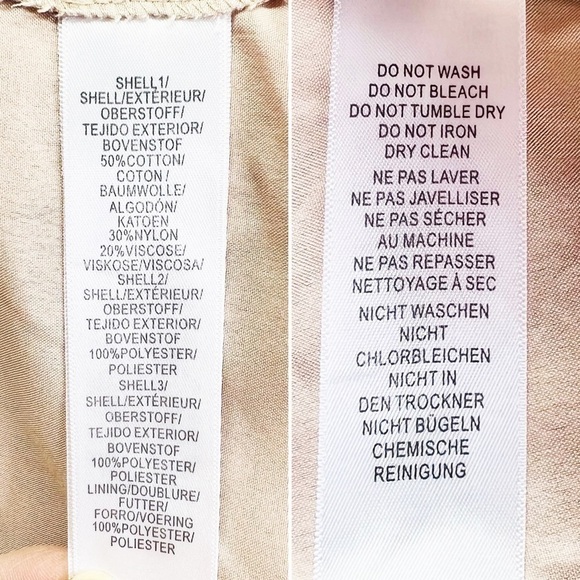 SHELL1/
SHELL/EXTÉRIEUR/
OBERSTOFF/
TEJIDO EXTERIOR/
BOVENSTOF
50%COTTON/
COTON /
BAUMWOLLE/
ALGODÓN/
KATOEN
30%NYLON
20%VISCOSE/
VISKOSE/VISCOSA/
SHELL2/
SHELL/EXTÉRIEUR/
OBERSTOFF/
TEJIDO EXTERIOR/
BOVENSTOF
100%POLYESTER/
POLIESTER
SHELL3/
SHELL/EXTÉRIEUR/
OBERSTOFF/
TEJIDO EXTERIOR/
BOVENSTOF
100%POLYESTER/
POLIESTER
LINING/DOUBLURE/
FUTTER/
FORRO/VOERING
100%POLYESTER/
POLIESTER
DO NOT WASH
DO NOT BLEACH
DO NOT TUMBLE DRY
DO NOT IRON
DRY CLEAN
NE PAS LAVER
NE PAS JAVELLISER
NE PAS SÉCHER
AU MACHINE
NE PAS REPASSER
NETTOYAGE À SEC
NICHT WASCHEN
NICHT
CHLORBLEICHEN
NICHT IN
DEN TROCKNER
NICHT BÜGELN
CHEMISCHE
REINIGUNG